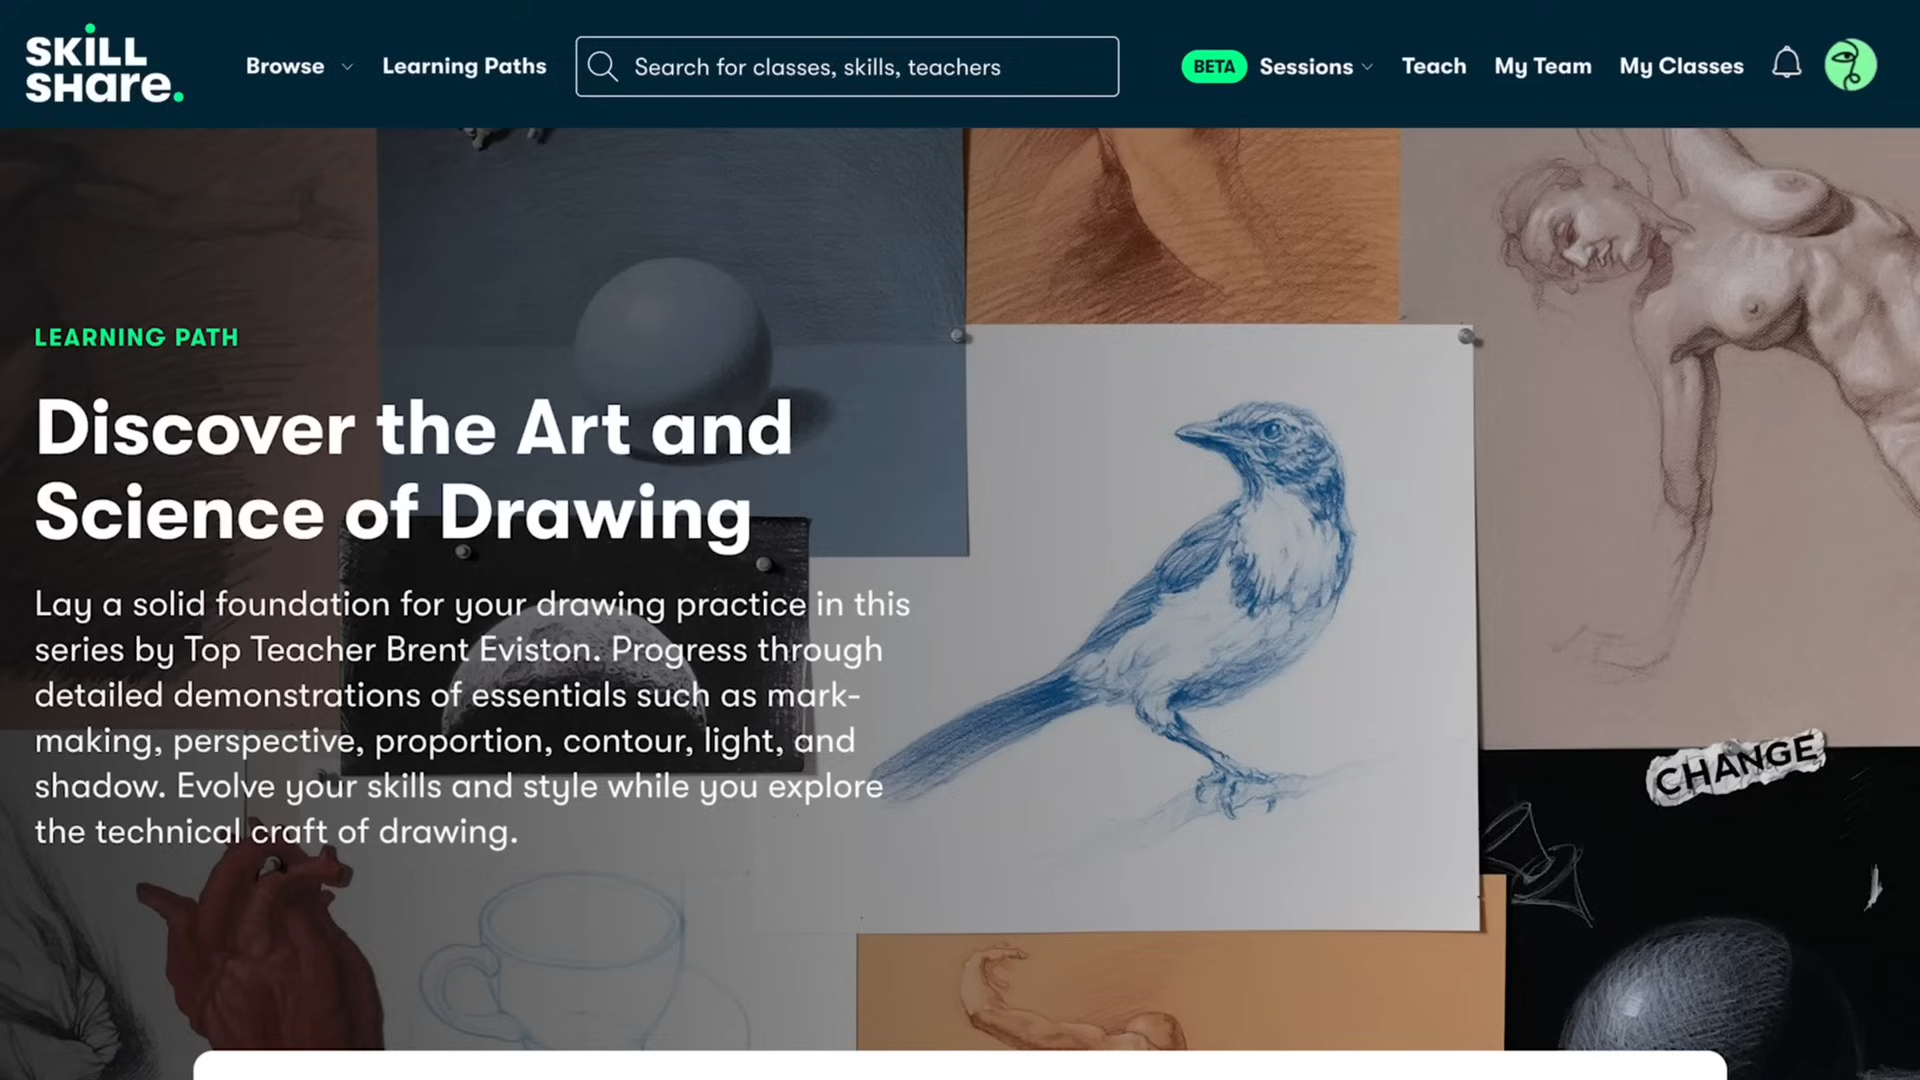 SKiLL
SHare.
Browse
Learning Paths
Search for classes, skills, teachers
BETA
Sessions
Teach
My Team
My Classes
LEARNING PATH
Discover the Art and
Science of Drawing
Lay a solid foundation for your drawing practice in this
series by Top Teacher Brent Eviston. Progress through
detailed demonstrations of essentials such as mark-
making, perspective, proportion, contour, light, and
shadow. Evolve your skills and style while you explore
the technical craft of drawing.
CHANGE